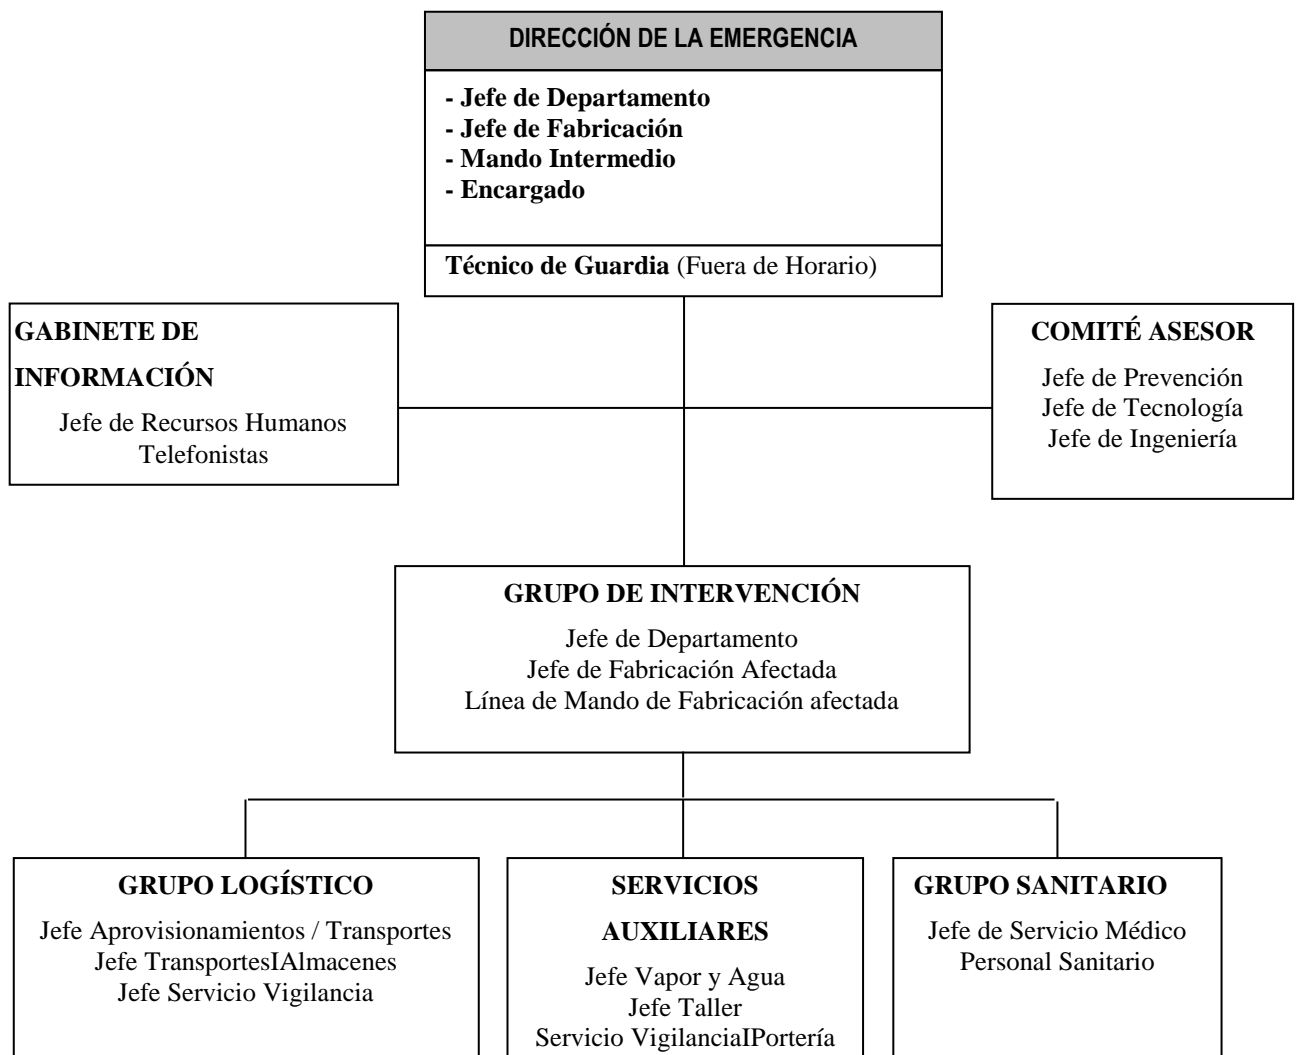 DIRECCIÓN DE LA EMERGENCIA
- Jefe de Departamento
- Jefe de Fabricación
- Mando Intermedio
- Encargado
Técnico de Guardia (Fuera de Horario)
GABINETE DE
INFORMACIÓN
Jefe de Recursos Humanos
Telefonistas
COMITÉ ASESOR
Jefe de Prevención
Jefe de Tecnología
Jefe de Ingeniería
GRUPO DE INTERVENCIÓN
Jefe de Departamento
Jefe de Fabricación Afectada
Línea de Mando de Fabricación afectada
GRUPO LOGÍSTICO
Jefe Aprovisionamientos / Transportes
Jefe TransportesIAlmacenes
Jefe Servicio Vigilancia
SERVICIOS
AUXILIARES
Jefe Vapor y Agua
Jefe Taller
Servicio VigilanciaIPortería
GRUPO SANITARIO
Jefe de Servicio Médico
Personal Sanitario